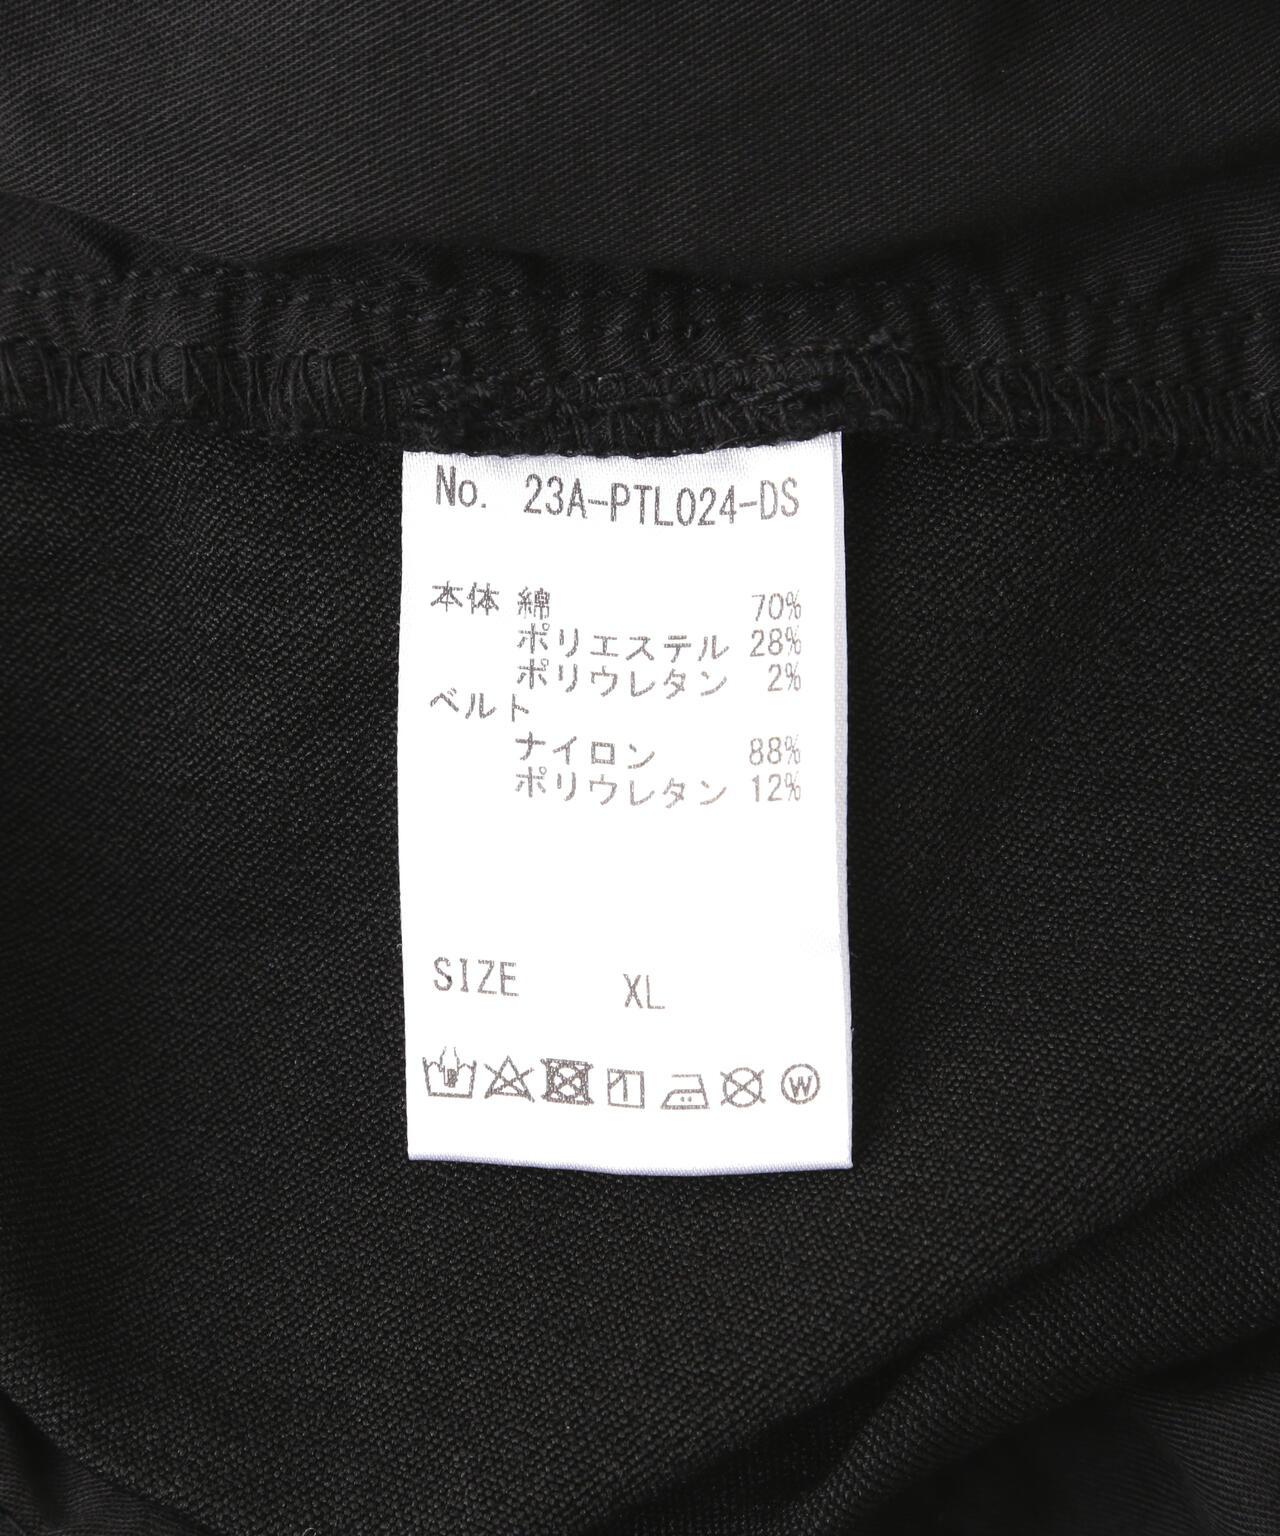 No. 23A-PTL024-DS
本体 綿 70%
ポリエステル 28%
ポリウレタン 2%
ベルト
ナイロン 88%
ポリウレタン 12%
SIZE XL
W